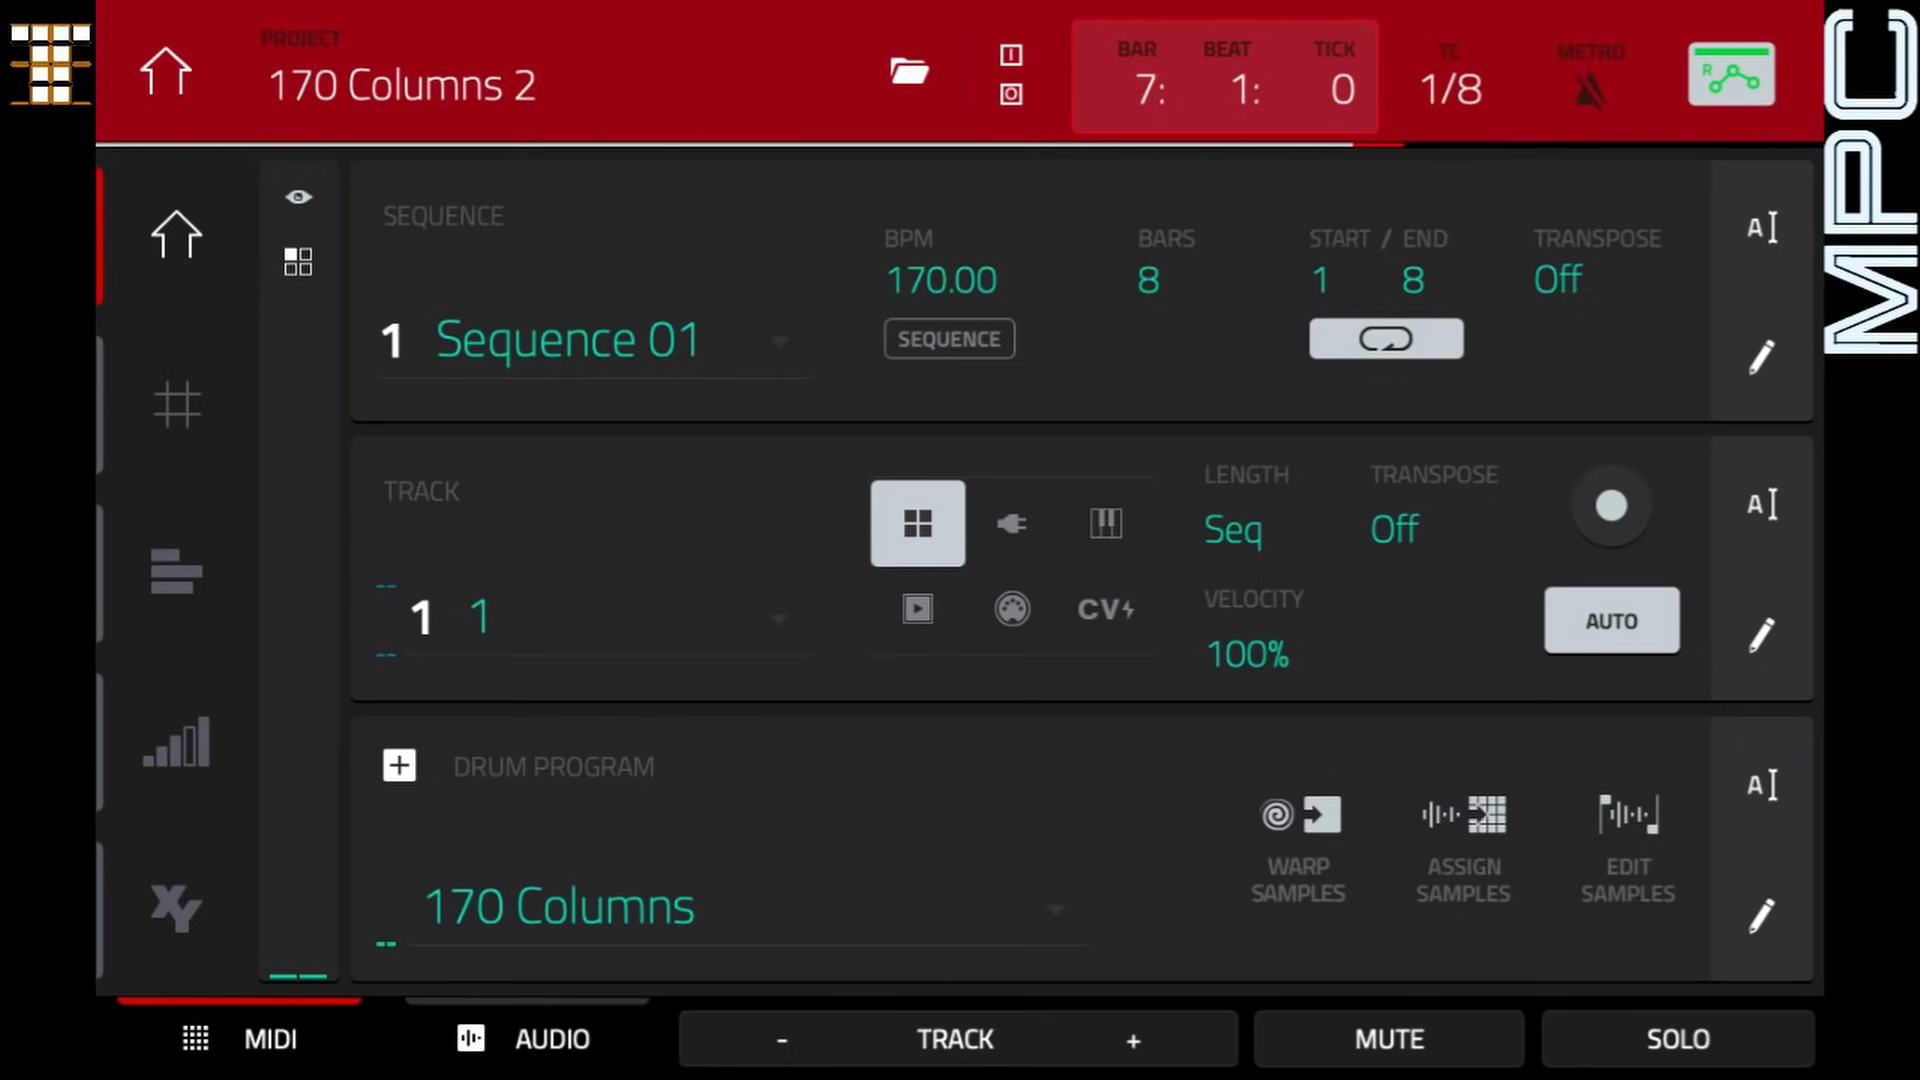 PROJECT
170 Columns 2
BAR BEAT TICK
7: 1: 0
TC
1/8
METRO
R
MPC
SEQUENCE
1 Sequence 01
BPM
170.00
SEQUENCE
BARS
8
START / END
1 8
TRANSPOSE
Off
A
TRACK
1 1
CV
LENGTH
Seq
TRANSPOSE
Off
VELOCITY
100%
AUTO
A
+ DRUM PROGRAM
170 Columns
WARP
SAMPLES
ASSIGN
SAMPLES
EDIT
SAMPLES
A
XY
MIDI AUDIO - TRACK + MUTE SOLO